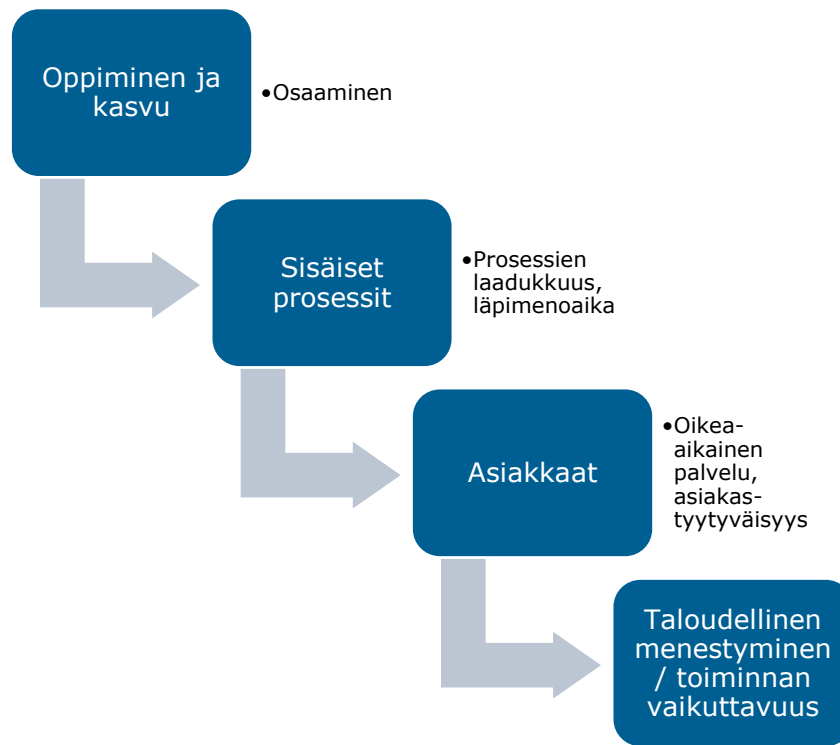 Oppiminen ja
kasvu
•Osaaminen
Sisäiset
prosessit
•Prosessien
laadukkuus,
läpimenoaika
Asiakkaat
•Oikea-
aikainen
palvelu,
asiakas-
tyytyväisyys
Taloudellinen
menestyminen
/ toiminnan
vaikuttavuus